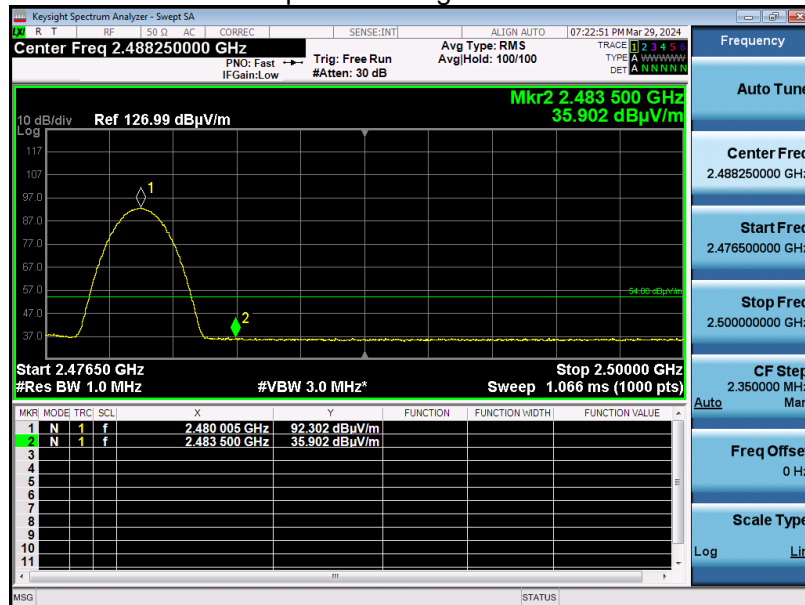 Keysight Spectrum Analyzer - Swept SA
LXI R T RF 50 Ω AC CORREC SENSE:INT ALIGN AUTO 07:22:51 PM Mar 29, 2024
Center Freq 2.488250000 GHz
PNO: Fast
IFGain:Low
Trig: Free Run
#Atten: 30 dB
Avg Type: RMS
Avg|Hold: 100/100
TRACE 1 2 3 4 5 6
TYPE A WWWWW
DET A N N N N N
Mkr2 2.483 500 GHz
35.902 dBµV/m
10 dB/div Ref 126.99 dBµV/m
Log
117
107
97.0
87.0
77.0
67.0
57.0
47.0
37.0
1
2
54.00 dBµV/m
Start 2.47650 GHz Stop 2.50000 GHz
#Res BW 1.0 MHz #VBW 3.0 MHz* Sweep 1.066 ms (1000 pts)
MKR MODE TRC SCL X Y FUNCTION FUNCTION WIDTH FUNCTION VALUE
1 N 1 f 2.480 005 GHz 92.302 dBµV/m
2 N 1 f 2.483 500 GHz 35.902 dBµV/m
3
4
5
6
7
8
9
10
11
MSG STATUS
Frequency
Auto Tune
Center Freq
2.488250000 GHz
Start Freq
2.476500000 GHz
Stop Freq
2.500000000 GHz
CF Step
2.350000 MHz
Auto Man
Freq Offset
0 Hz
Scale Type
Log Lin